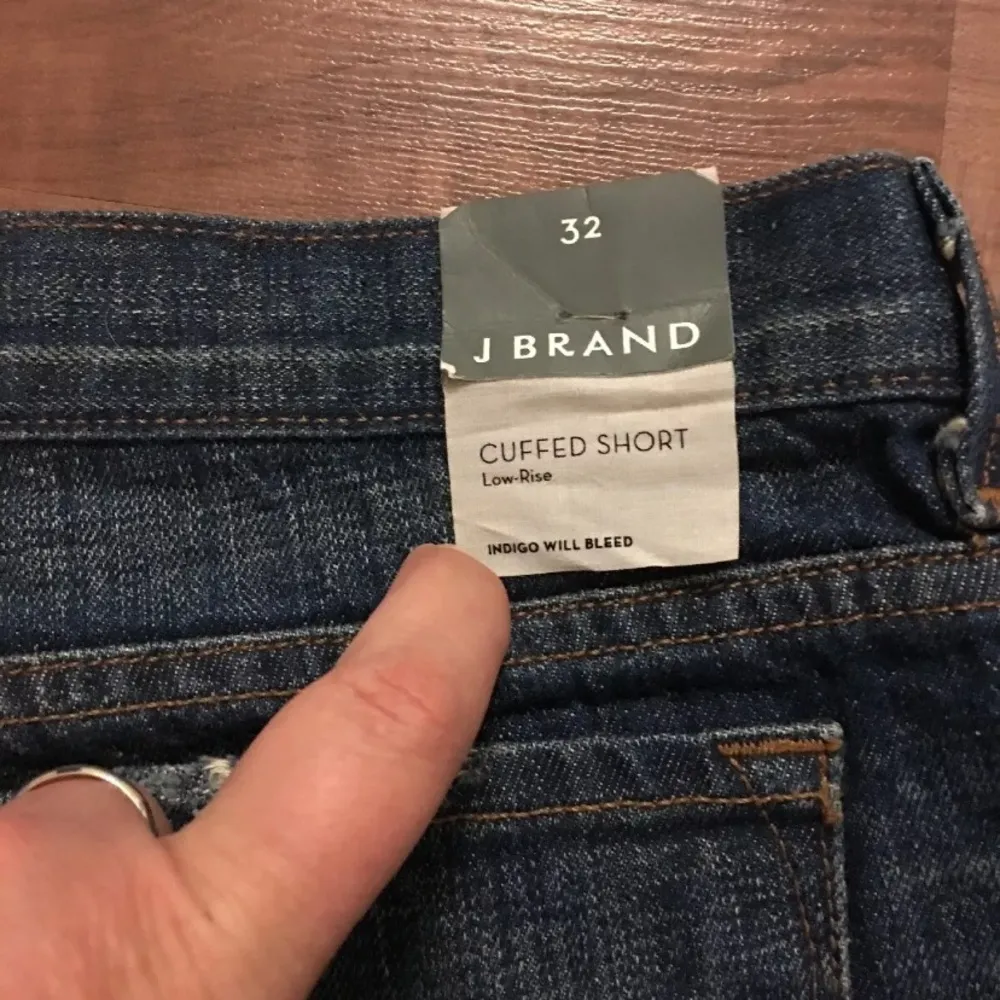 32
J BRAND
CUFFED SHORT
Low-Rise
INDIGO WILL BLEED